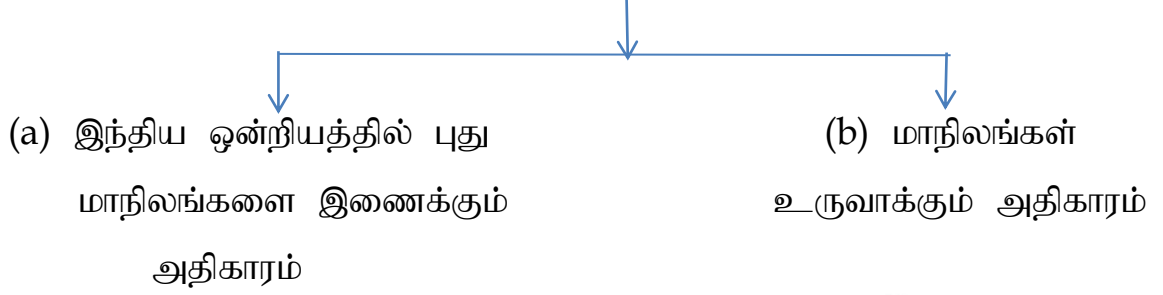 (a) இந்திய ஒன்றியத்தில் புது
மாநிலங்களை இணைக்கும்
அதிகாரம்
(b) மாநிலங்கள்
உருவாக்கும் அதிகாரம்